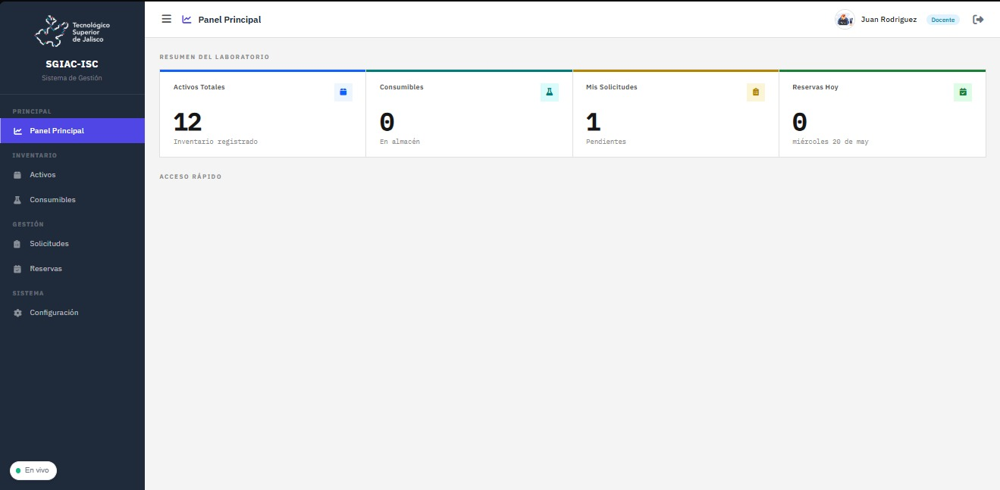 Tecnológico
Superior
de Jalisco
SGIAC-ISC
Sistema de Gestión
PRINCIPAL
Panel Principal
INVENTARIO
Activos
Consumibles
GESTIÓN
Solicitudes
Reservas
SISTEMA
Configuración
En vivo
Panel Principal
Juan Rodriguez
Docente
RESUMEN DEL LABORATORIO
Activos Totales
12
Inventario registrado
Consumibles
0
En almacén
Mis Solicitudes
1
Pendientes
Reservas Hoy
0
miércoles 20 de may
ACCESO RÁPIDO